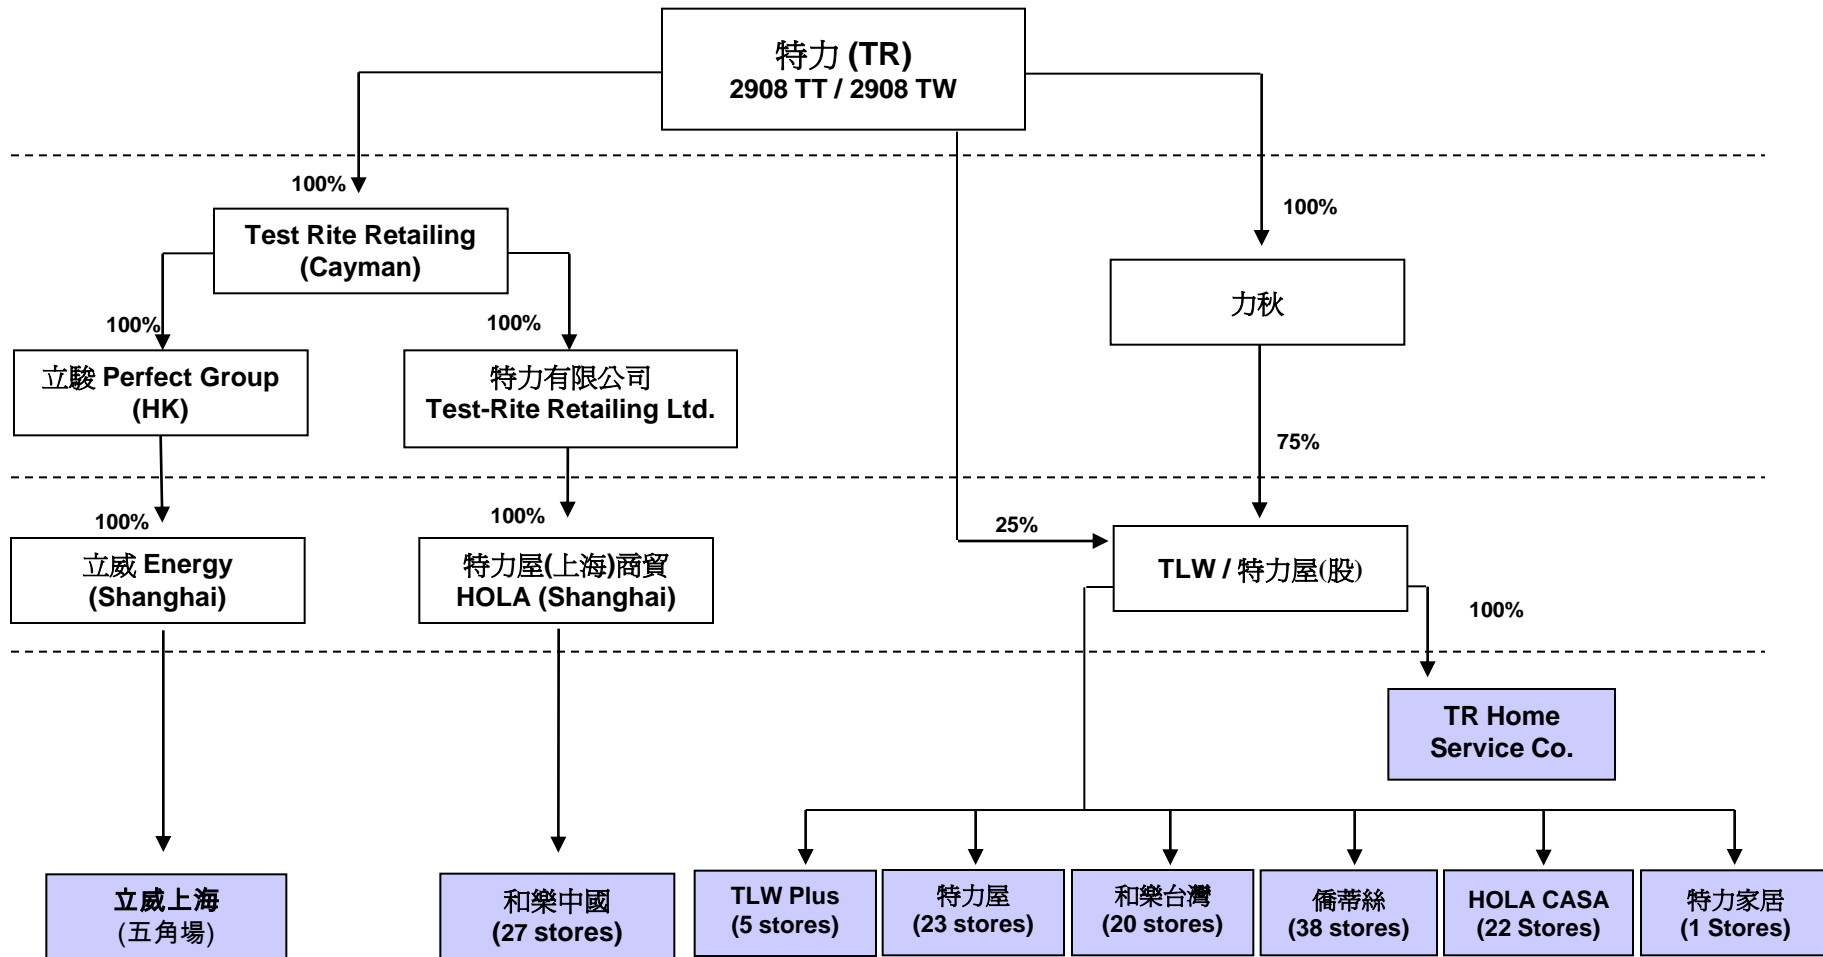 特力 (TR)
2908 TT / 2908 TW
100%
100%
Test Rite Retailing
(Cayman)
力秋
100%
100%
立駿 Perfect Group
(HK)
特力有限公司
Test-Rite Retailing Ltd.
75%
100%
100%
25%
立威 Energy
(Shanghai)
特力屋(上海)商貿
HOLA (Shanghai)
TLW / 特力屋(股)
100%
TR Home
Service Co.
立威上海
(五角場)
和樂中國
(27 stores)
TLW Plus
(5 stores)
特力屋
(23 stores)
和樂台灣
(20 stores)
僑蒂絲
(38 stores)
HOLA CASA
(22 Stores)
特力家居
(1 Stores)